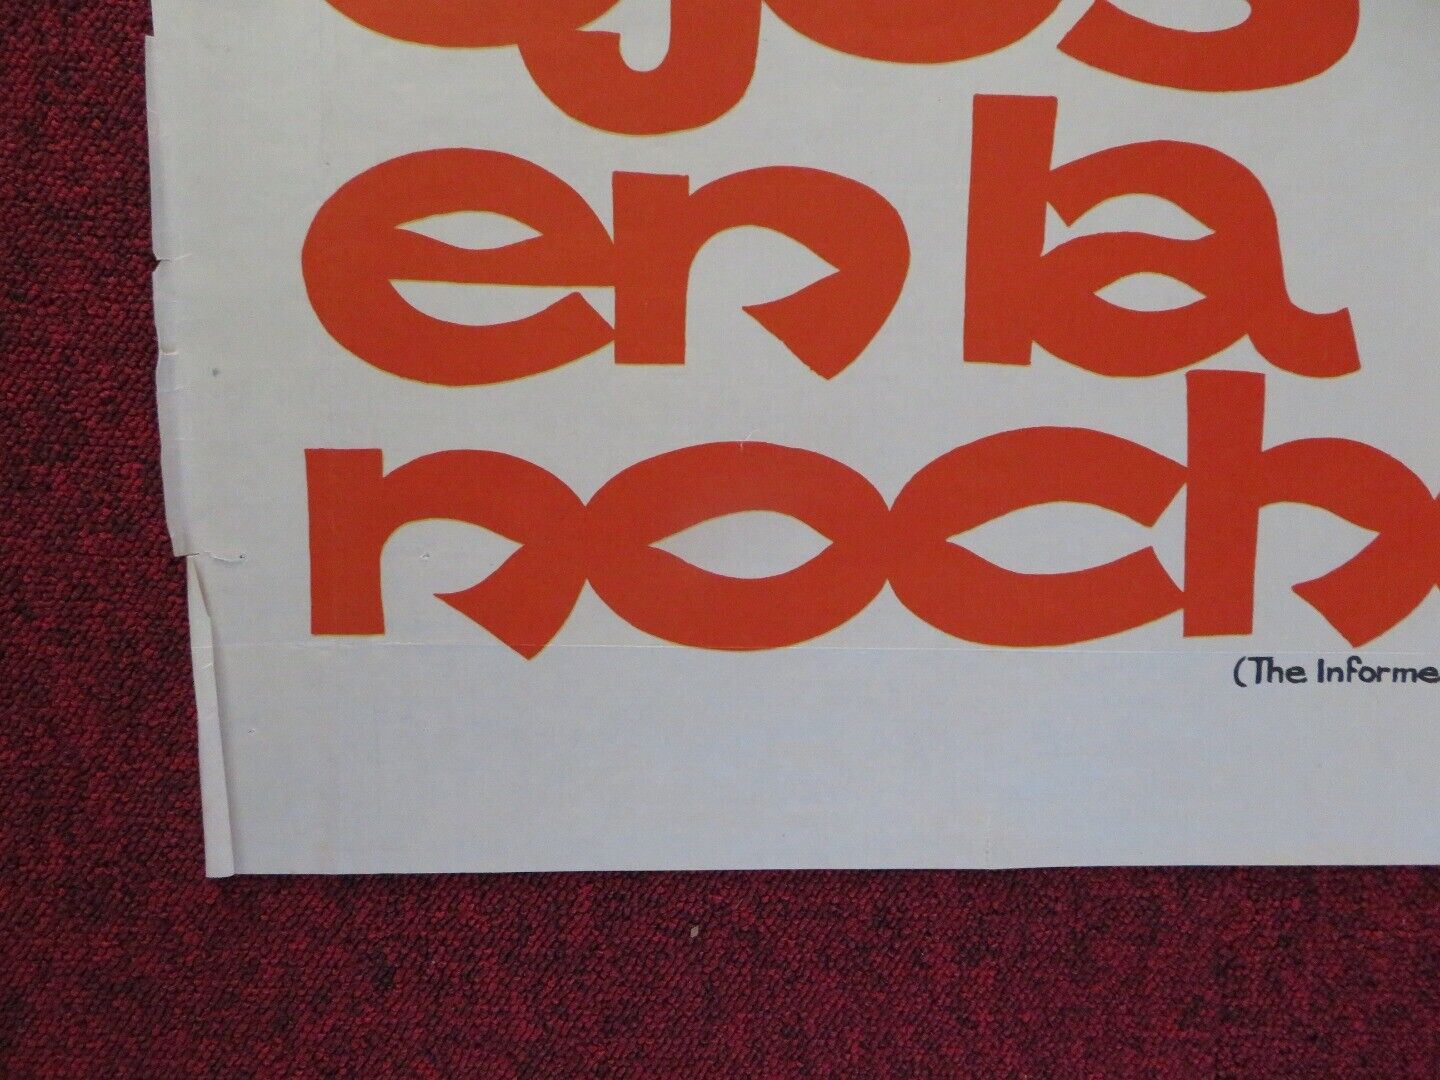 ojos
en la
noch
(The Informe